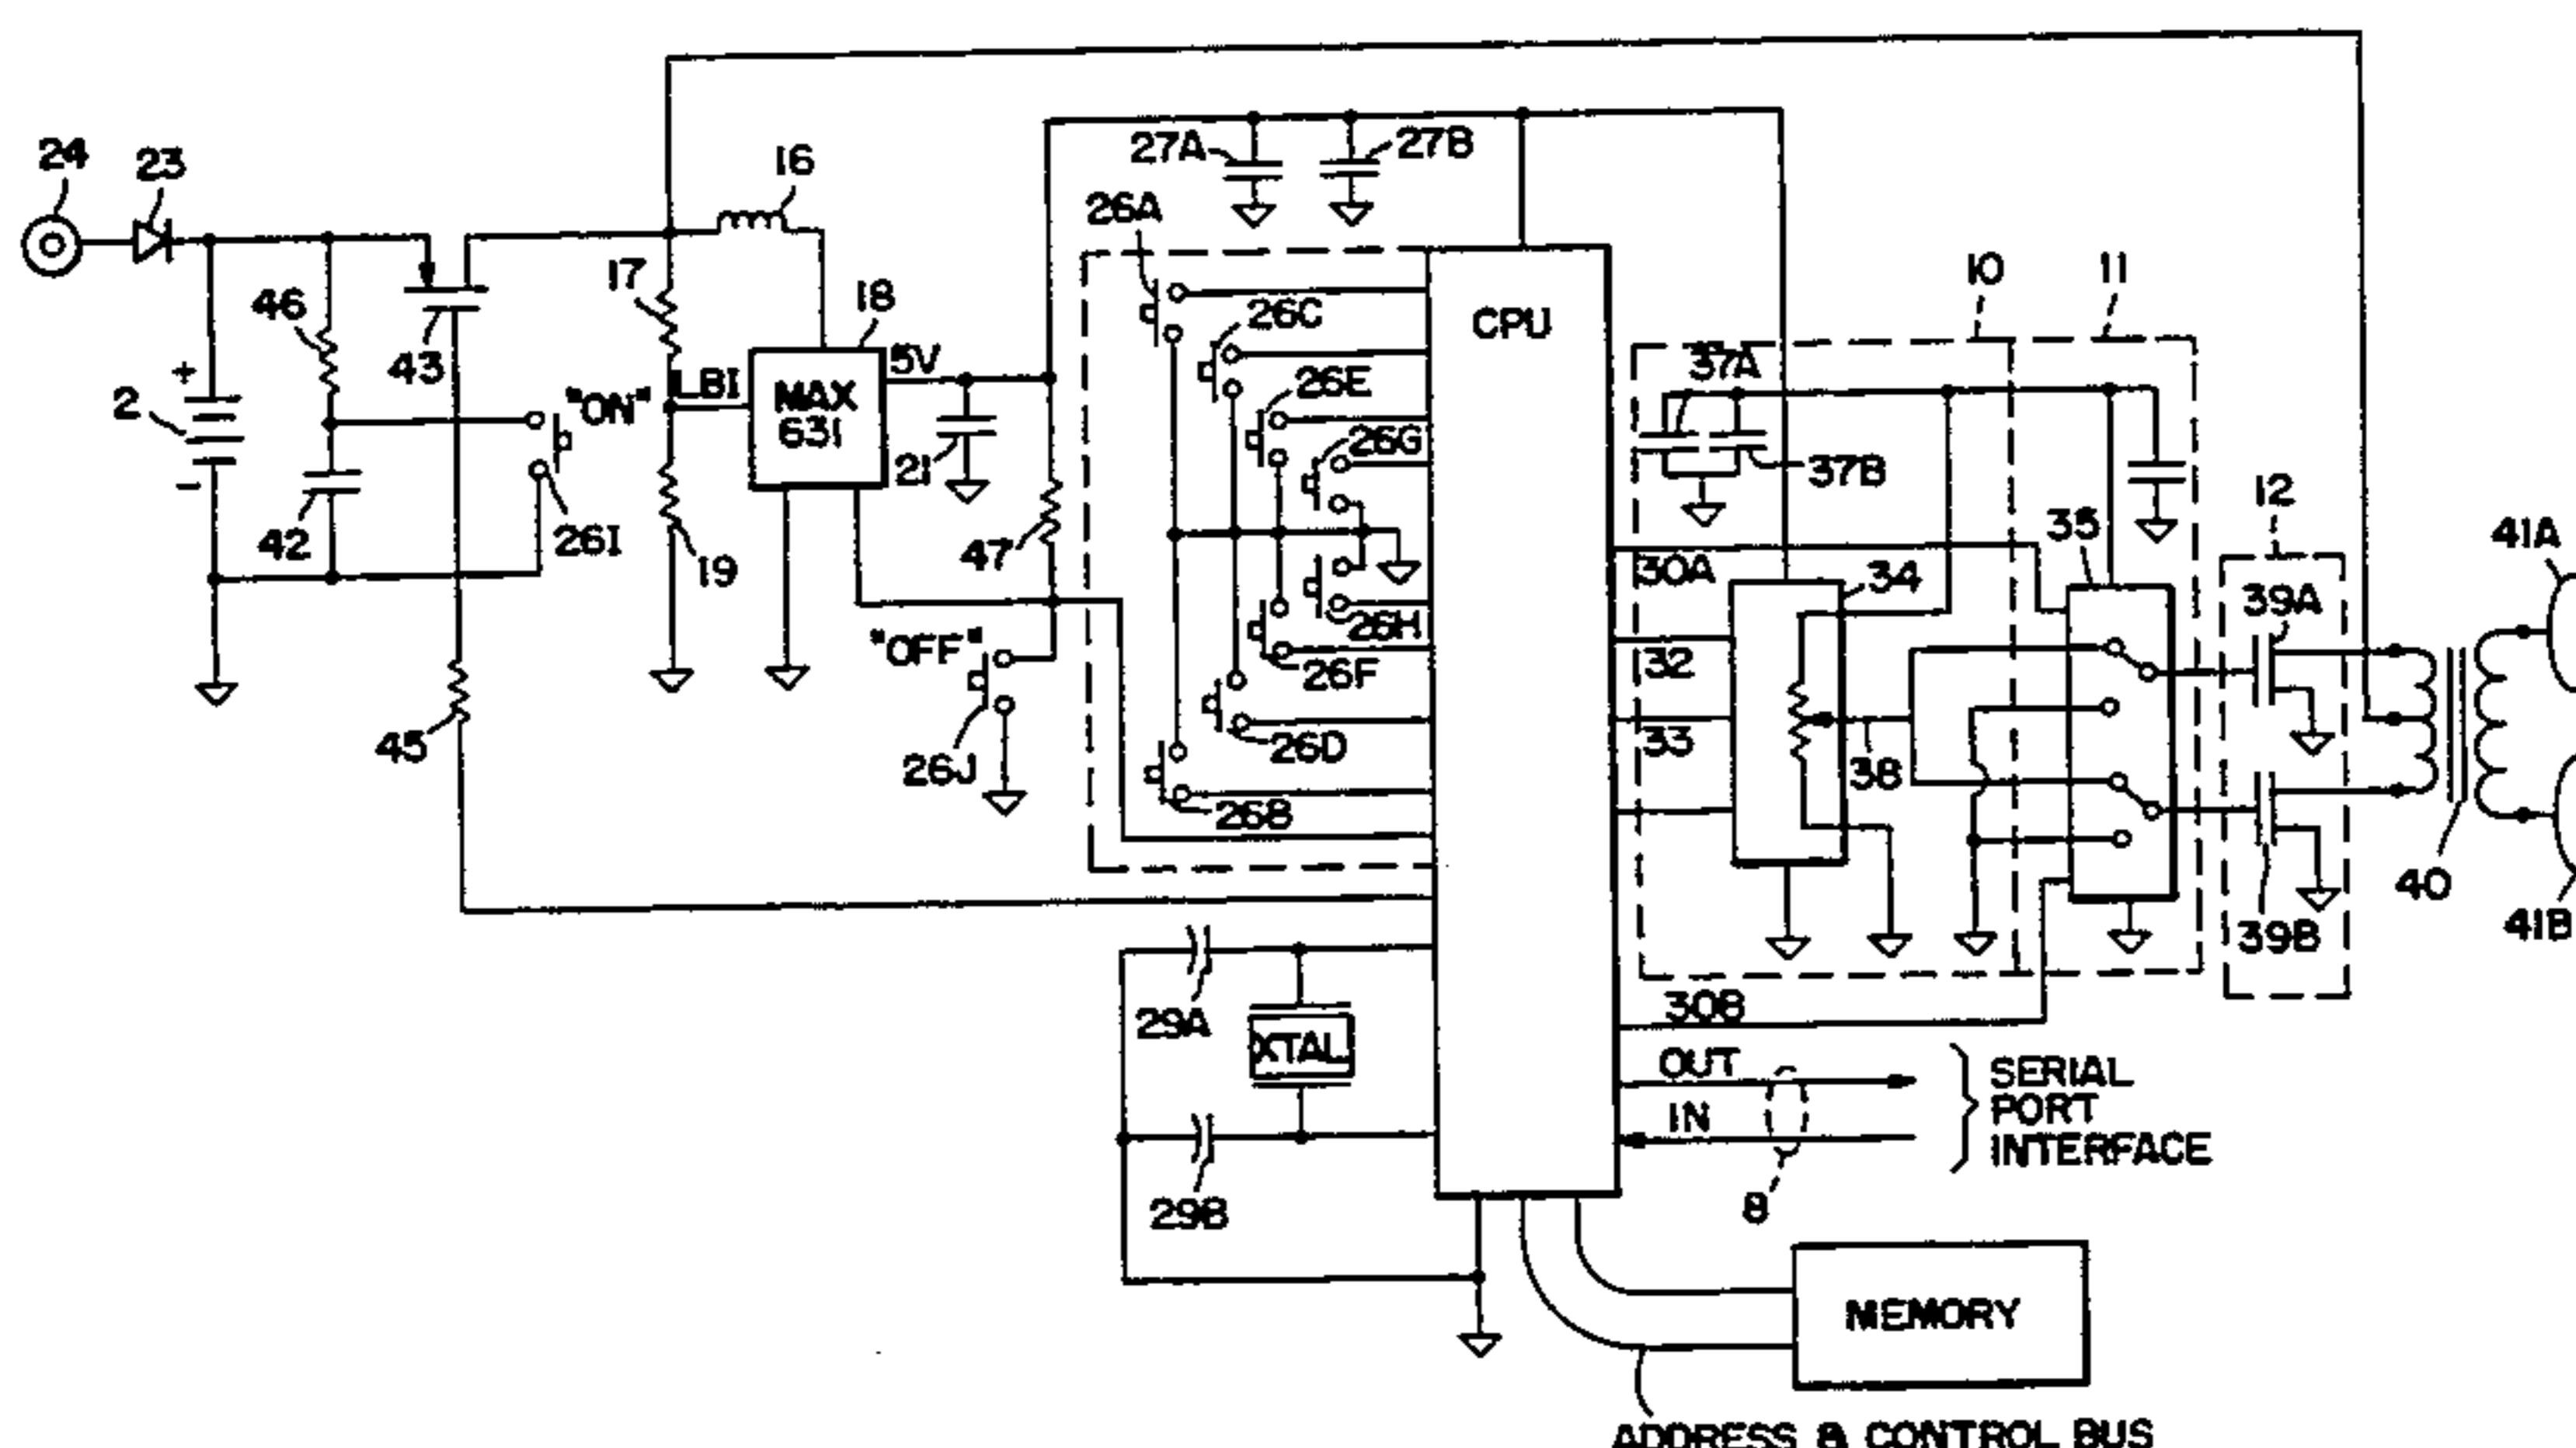 24
23
16
27A
27B
26A
46
43
17
18
26C
CPU
10
11
+
2
-
"ON"
LBI
MAX
631
5V
26E
37A
26G
37B
42
26I
19
21
47
30A
34
35
12
39A
41A
"OFF"
26H
32
26F
45
26J
26D
33
38
26B
40
39B
41B
29A
XTAL
30B
OUT
IN
SERIAL
PORT
INTERFACE
29B
8
MEMORY
ADDRESS & CONTROL BUS